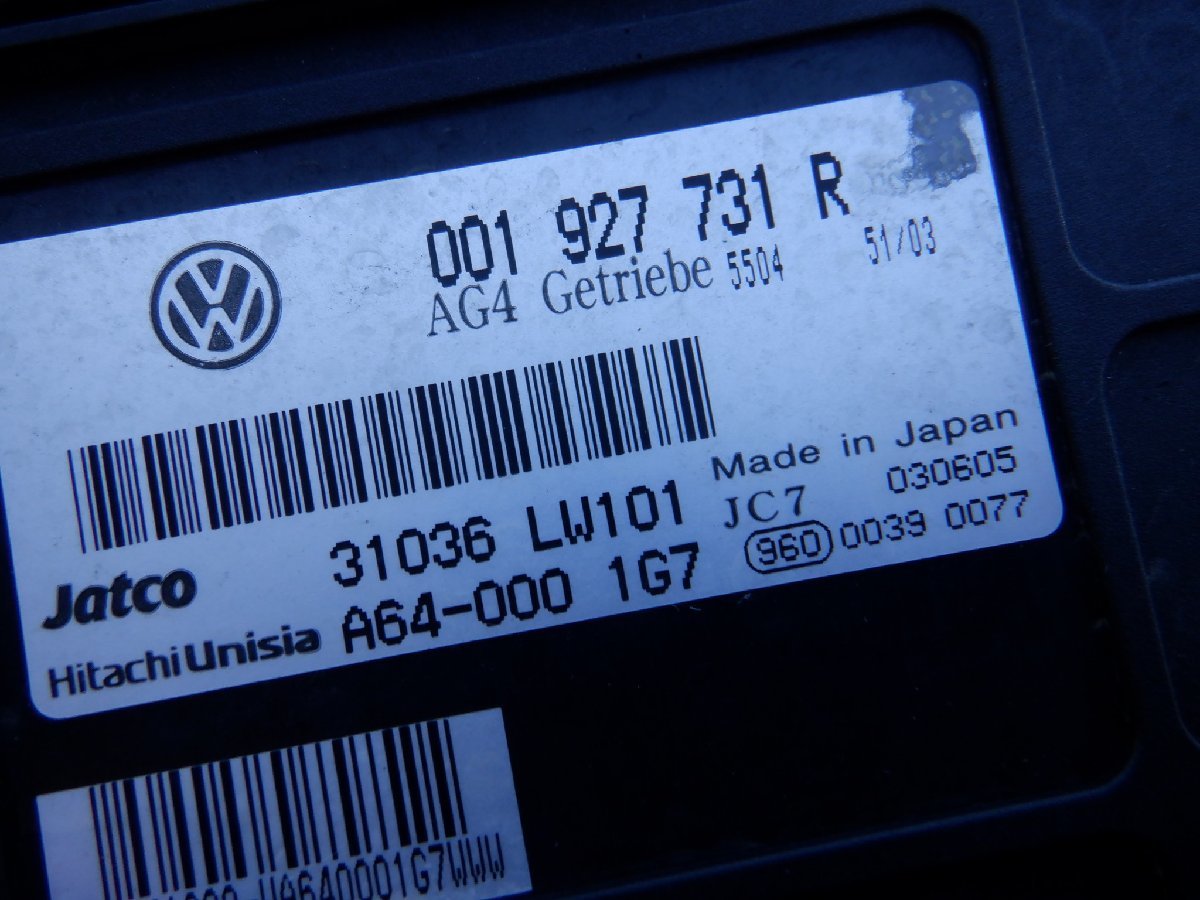 001 927 731 R
AG4 Getriebe 5504 51/03
Made in Japan
JC7 030605
960 0039 0077
Jatco 31036 LW101
HitachiUnisia A64-000 1G7
UA640001G7WWW